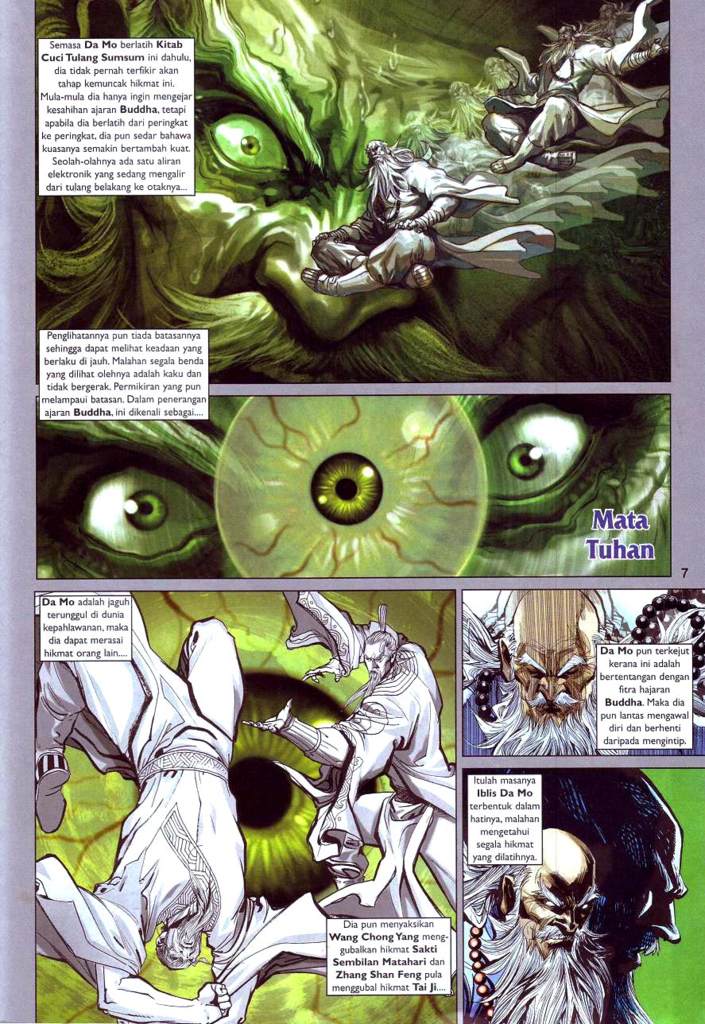 Semasa Da Mo berlatih Kitab
Cuci Tulang Sumsum ini dahulu,
dia tidak pernah terfikir akan
tahap kemuncak hikmat ini.
Mula-mula dia hanya ingin mengejar
kesahihan ajaran Buddha, tetapi
apabila dia berlatih dari peringkat
ke peringkat, dia pun sedar bahawa
kuasanya semakin bertambah kuat.
Seolah-olahnya ada satu aliran
elektronik yang sedang mengalir
dari tulang belakang ke otaknya...
Penglihatannya pun tiada batasannya
sehingga dapat melihat keadaan yang
berlaku di jauh. Malahan segala benda
yang dilihat olehnya adalah kaku dan
tidak bergerak. Permikiran yang pun
melampaui batasan. Dalam penerangan
ajaran Buddha, ini dikenali sebagai....
Mata
Tuhan
7
Da Mo adalah jaguh
terunggul di dunia
kepahlawanan, maka
dia dapat merasai
hikmat orang lain....
Dia pun menyaksikan
Wang Chong Yang meng-
gubalkan hikmat Sakti
Sembilan Matahari dan
Zhang Shan Feng pula
menggubal hikmat Tai Ji....
Da Mo pun terkejut
kerana ini adalah
bertentangan dengan
fitra hajaran
Buddha. Maka dia
pun lantas mengawal
diri dan berhenti
daripada mengintip.
Itulah masanya
Iblis Da Mo
terbentuk dalam
hatinya, malahan
mengetahui
segala hikmat
yang dilatihnya.